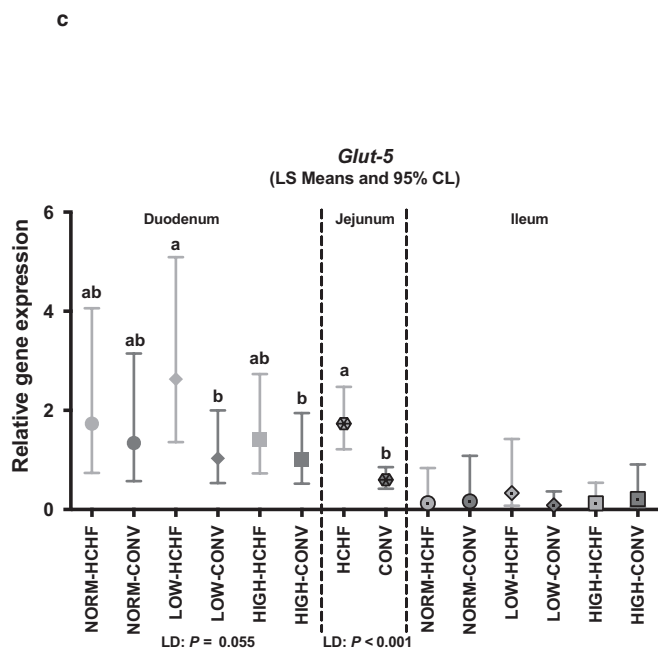 c
Glut-5
(LS Means and 95% CL)
Duodenum Jejunum Ileum
Relative gene expression
6
4
2
0
ab
ab
a
b
ab
b
a
b
NORM-HCHF
NORM-CONV
LOW-HCHF
LOW-CONV
HIGH-HCHF
HIGH-CONV
HCHF
CONV
NORM-HCHF
NORM-CONV
LOW-HCHF
LOW-CONV
HIGH-HCHF
HIGH-CONV
LD: P = 0.055 LD: P < 0.001